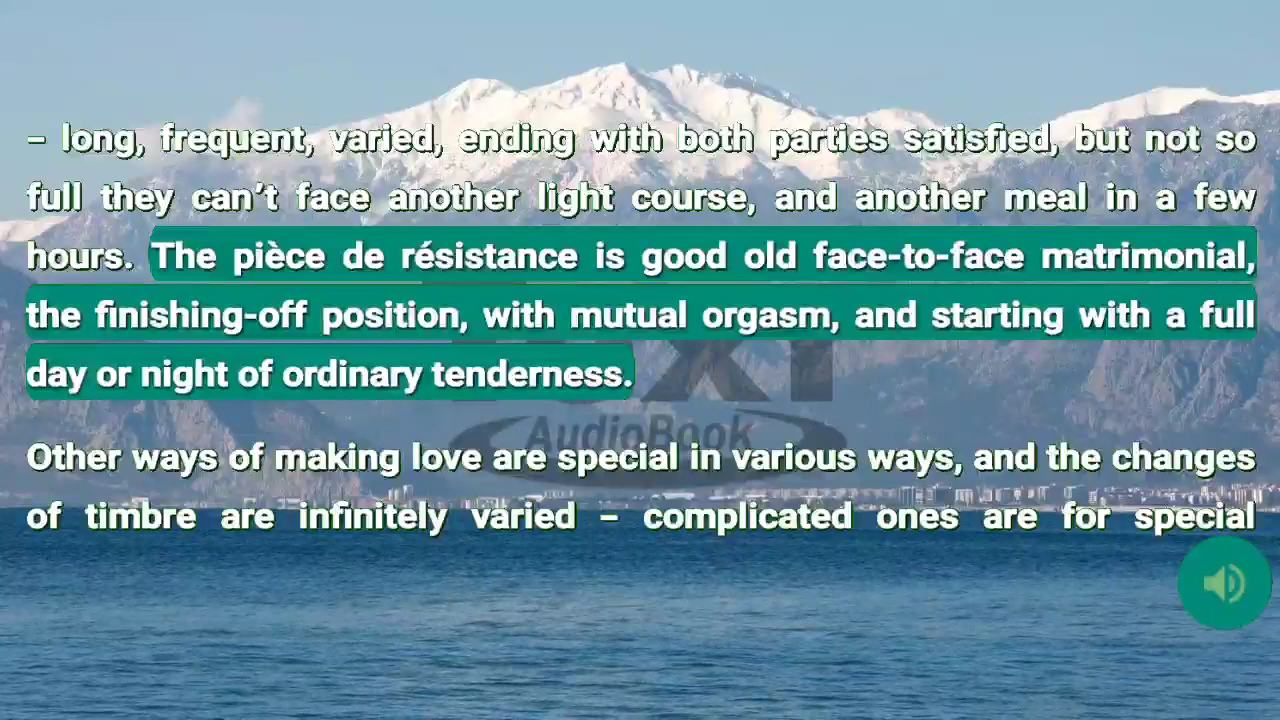 – long, frequent, varied, ending with both parties satisfied, but not so
full they can’t face another light course, and another meal in a few
hours. The pièce de résistance is good old face-to-face matrimonial,
the finishing-off position, with mutual orgasm, and starting with a full
day or night of ordinary tenderness.
AudioBook
Other ways of making love are special in various ways, and the changes
of timbre are infinitely varied – complicated ones are for special